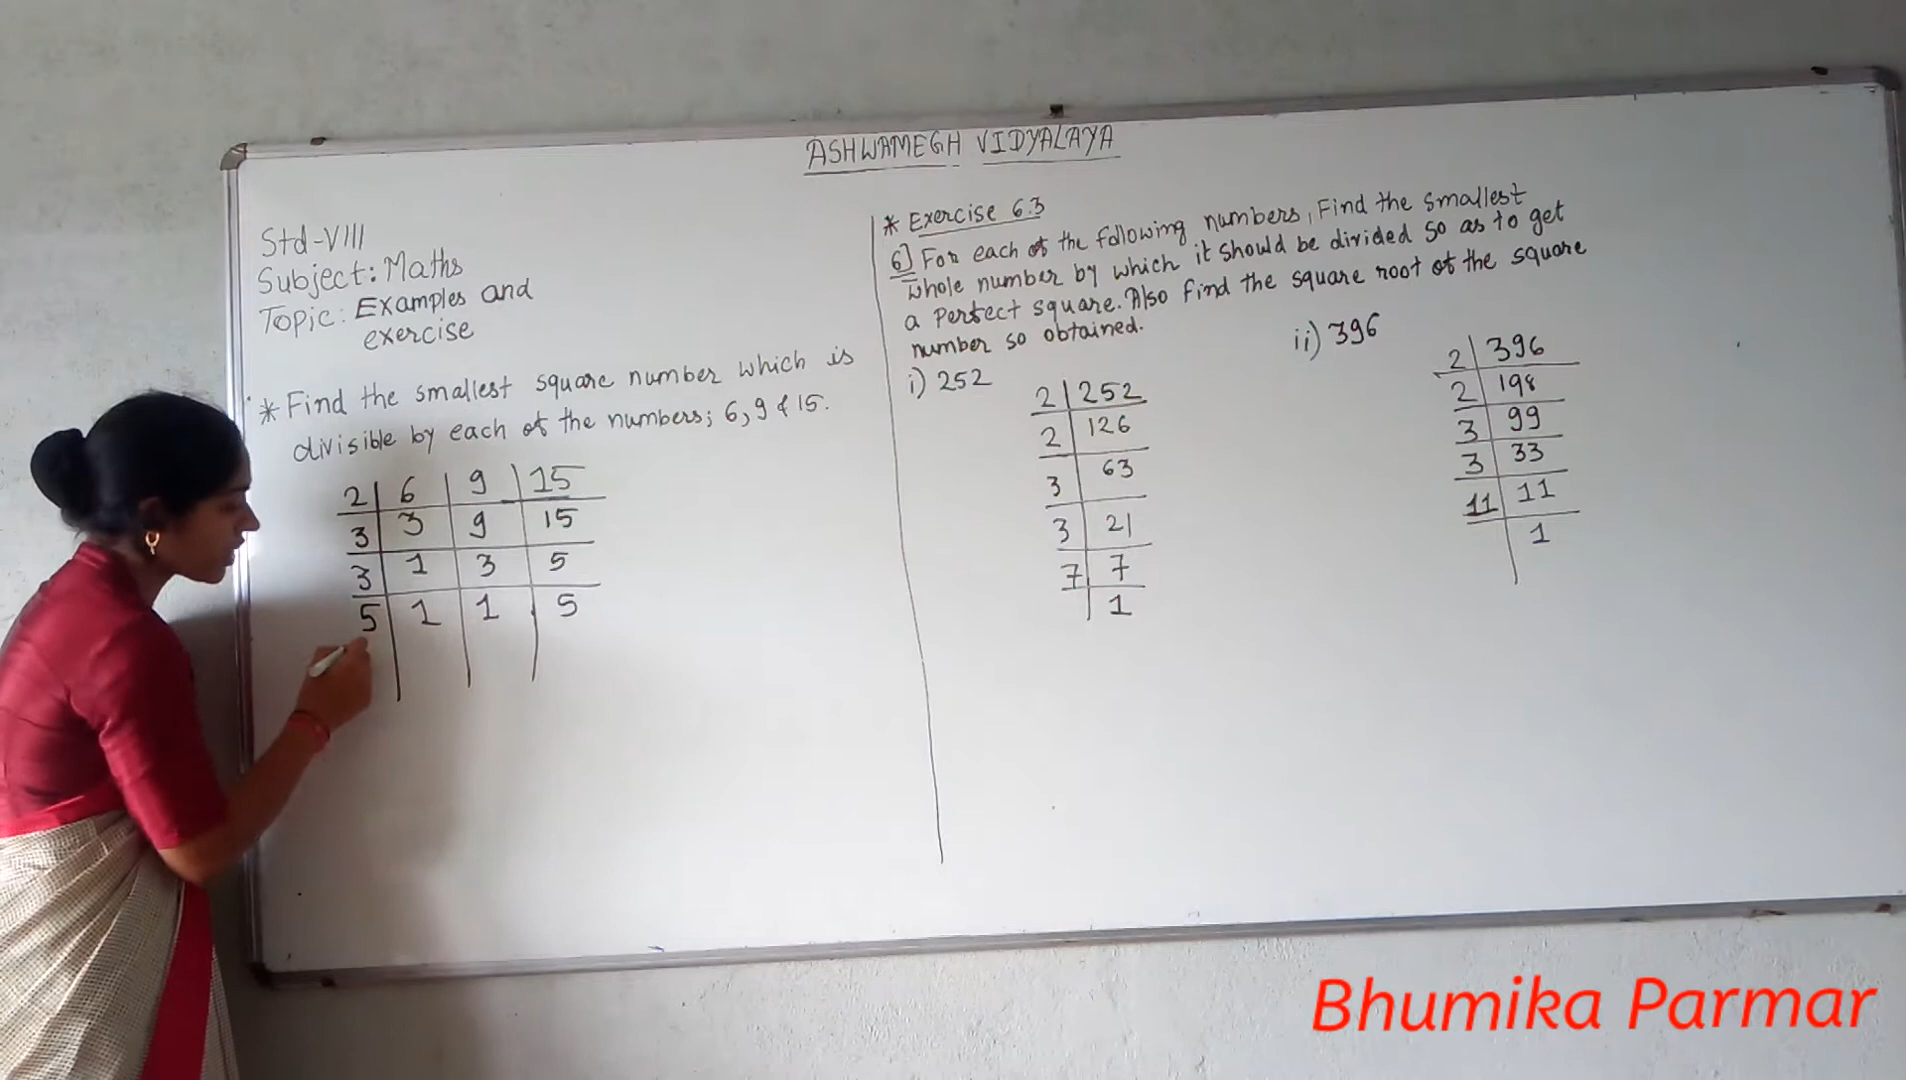 ASHWAMEGH VIDYALAYA
Std-VIII
Subject: Maths
Topic: Examples and
exercise
* Find the smallest square number which is
divisible by each of the numbers; 6, 9 & 15.
2 | 6 | 9 | 15
3 | 3 | 9 | 15
3 | 1 | 3 | 5
5 | 1 | 1 | 5
* Exercise 6.3
6] For each of the following numbers, Find the smallest
whole number by which it should be divided so as to get
a perfect square. Also find the square root of the square
number so obtained.
i) 252
2 | 252
2 | 126
3 | 63
3 | 21
7 | 7
1
ii) 396
2 | 396
2 | 198
3 | 99
3 | 33
11 | 11
1
Bhumika Parmar